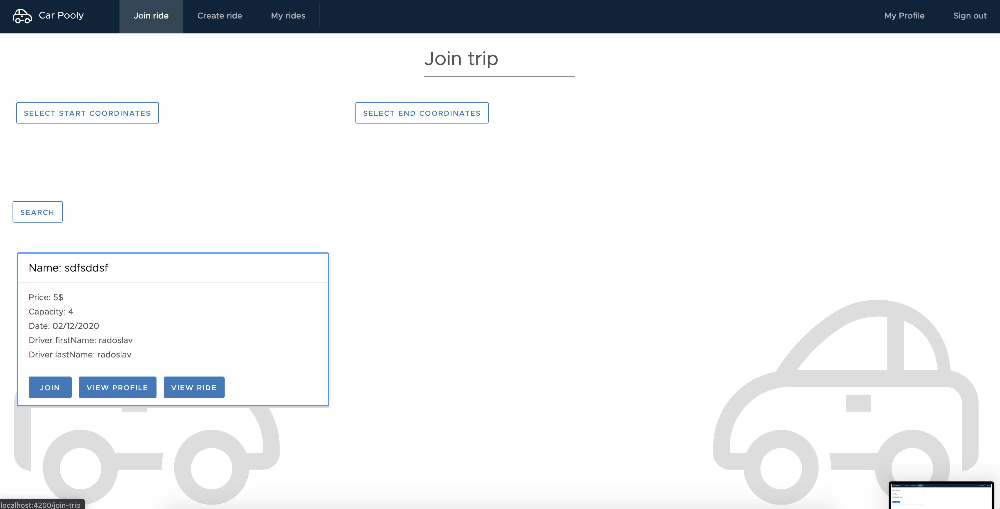 Car Pooly
Join ride
Create ride
My rides
My Profile
Sign out
Join trip
SELECT START COORDINATES
SELECT END COORDINATES
SEARCH
Name: sdfsddsf
Price: 5$
Capacity: 4
Date: 02/12/2020
Driver firstName: radoslav
Driver lastName: radoslav
JOIN
VIEW PROFILE
VIEW RIDE
localhost:4200/join-trip